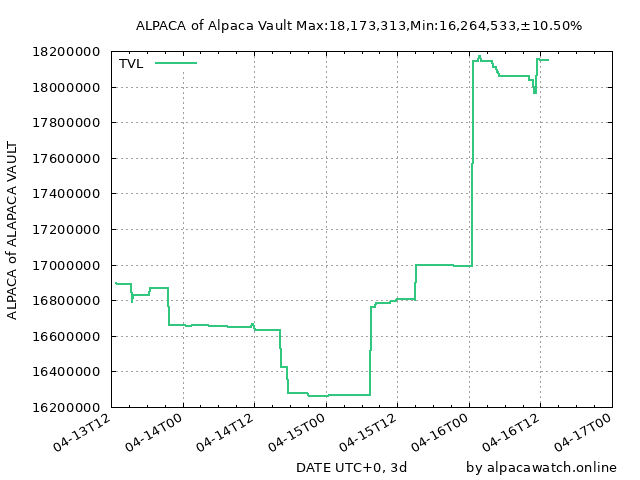 ALPACA of Alpaca Vault Max:18,173,313,Min:16,264,533,±10.50%
TVL
18200000
18000000
17800000
17600000
17400000
17200000
17000000
16800000
16600000
16400000
16200000
ALPACA of ALAPACA VAULT
04-13T12
04-14T00
04-14T12
04-15T00
04-15T12
04-16T00
04-16T12
04-17T00
DATE UTC+0, 3d
by alpacawatch.online